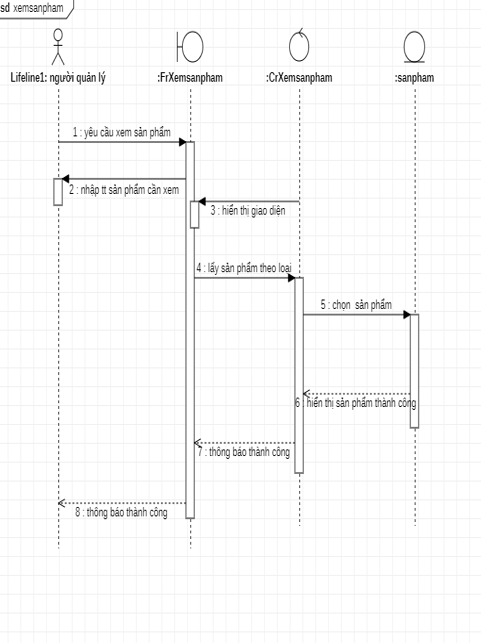 sd xemsanpham
Lifeline1: người quản lý
:FrXemsanpham
:CrXemsanpham
:sanpham
1 : yêu cầu xem sản phẩm
2 : nhập tt sản phẩm cần xem
3 : hiển thị giao diên
4 : lấy sản phẩm theo loai
5 : chọn sản phẩm
6 : hiển thị sản phẩm thành công
7 : thông báo thành công
8 : thông báo thành công